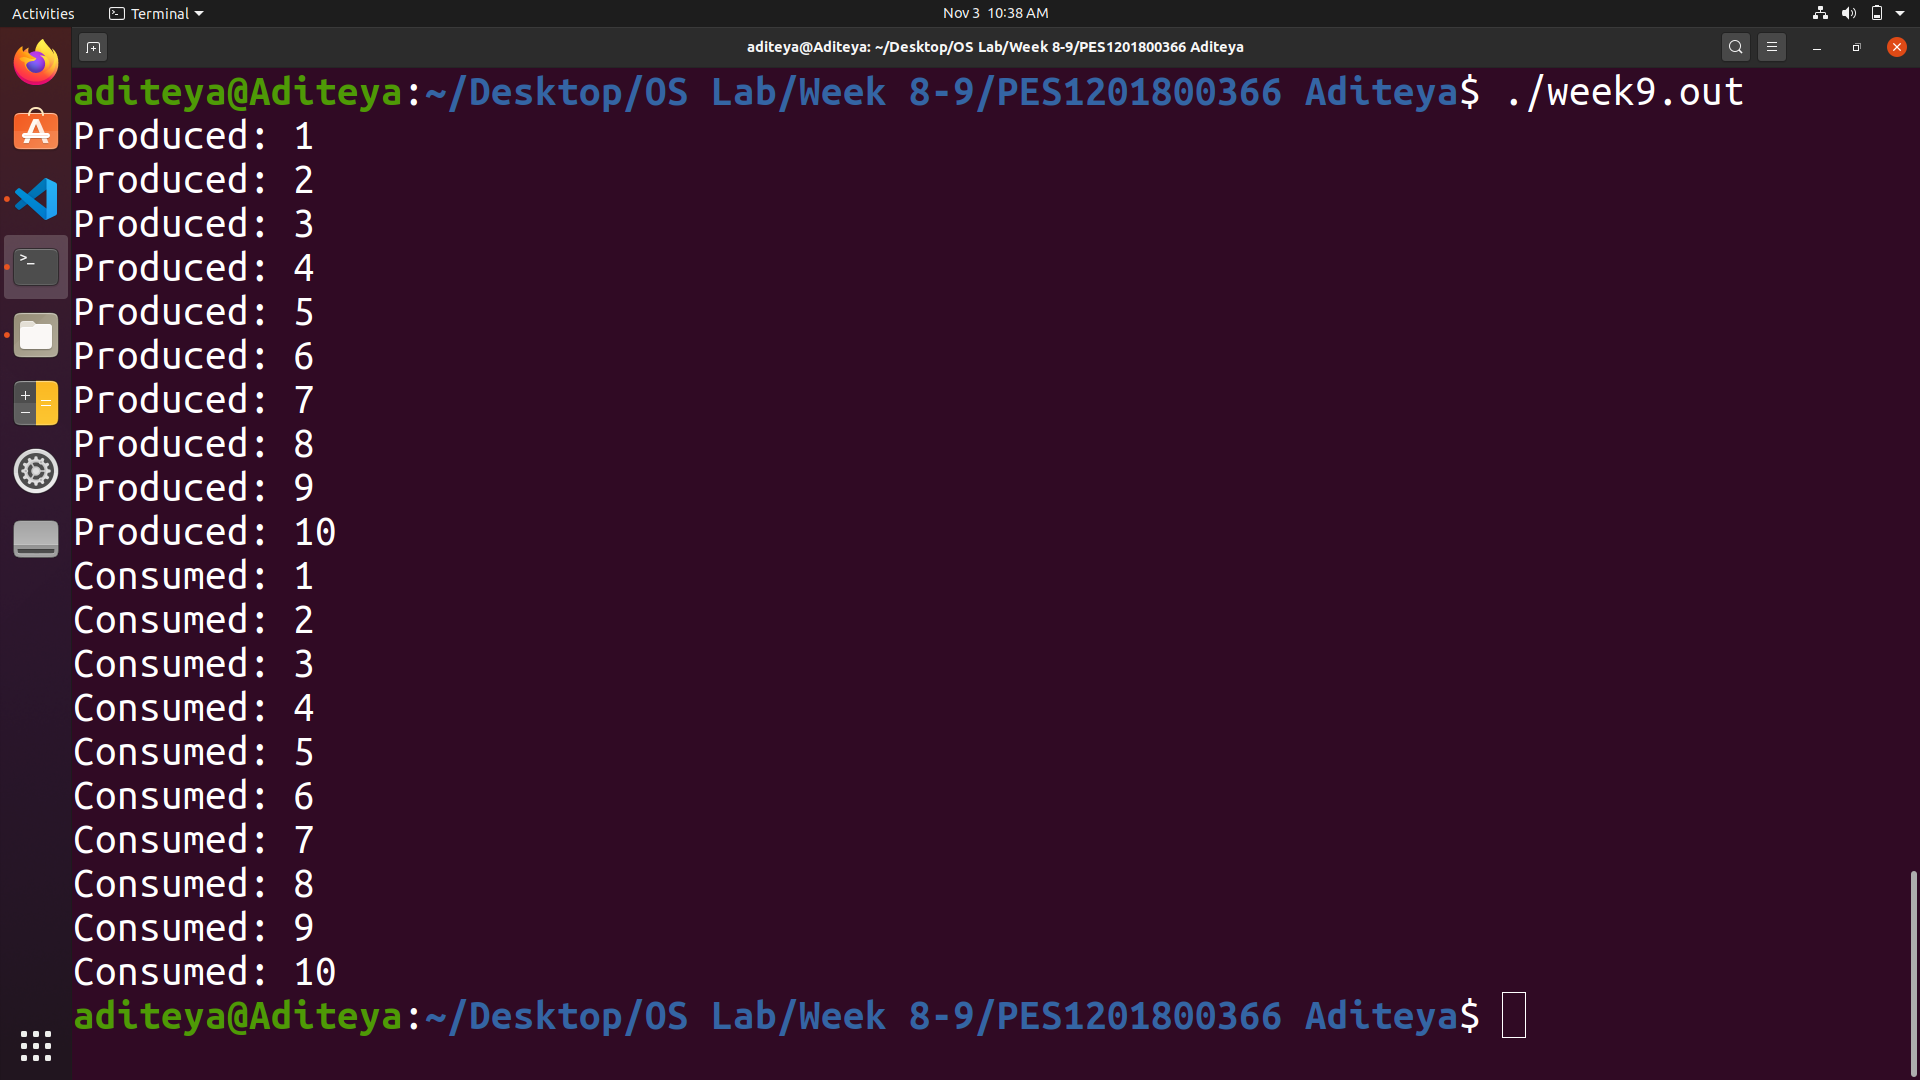 Activities Terminal Nov 3 10:38 AM
aditeya@Aditeya: ~/Desktop/OS Lab/Week 8-9/PES1201800366 Aditeya
aditeya@Aditeya:~/Desktop/OS Lab/Week 8-9/PES1201800366 Aditeya$ ./week9.out
Produced: 1
Produced: 2
Produced: 3
Produced: 4
Produced: 5
Produced: 6
Produced: 7
Produced: 8
Produced: 9
Produced: 10
Consumed: 1
Consumed: 2
Consumed: 3
Consumed: 4
Consumed: 5
Consumed: 6
Consumed: 7
Consumed: 8
Consumed: 9
Consumed: 10
aditeya@Aditeya:~/Desktop/OS Lab/Week 8-9/PES1201800366 Aditeya$